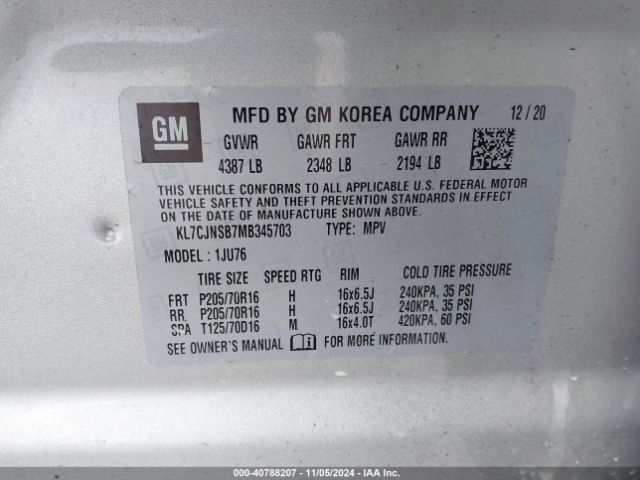 GM
MFD BY GM KOREA COMPANY 12/20
GVWR GAWR FRT GAWR RR
4387 LB 2348 LB 2194 LB
THIS VEHICLE CONFORMS TO ALL APPLICABLE U.S. FEDERAL MOTOR
VEHICLE SAFETY AND THEFT PREVENTION STANDARDS IN EFFECT
ON THE DATE OF MANUFACTURE SHOWN ABOVE.
KL7CJNSB7MB345703 TYPE: MPV
MODEL : 1JU76
TIRE SIZE SPEED RTG RIM COLD TIRE PRESSURE
FRT P205/70R16 H 16x6.5J 240KPA, 35 PSI
RR P205/70R16 H 16x6.5J 240KPA, 35 PSI
SPA T125/70D16 M 16x4.0T 420KPA, 60 PSI
SEE OWNER'S MANUAL i FOR MORE INFORMATION.
000-40788207 - 11/05/2024 - IAA Inc.